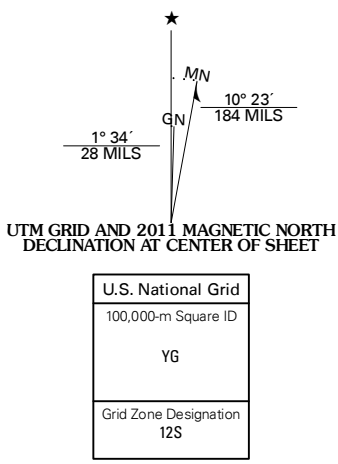 ★
MN
GN
10° 23´
184 MILS
1° 34´
28 MILS
UTM GRID AND 2011 MAGNETIC NORTH
DECLINATION AT CENTER OF SHEET
U.S. National Grid
100,000-m Square ID
YG
Grid Zone Designation
12S